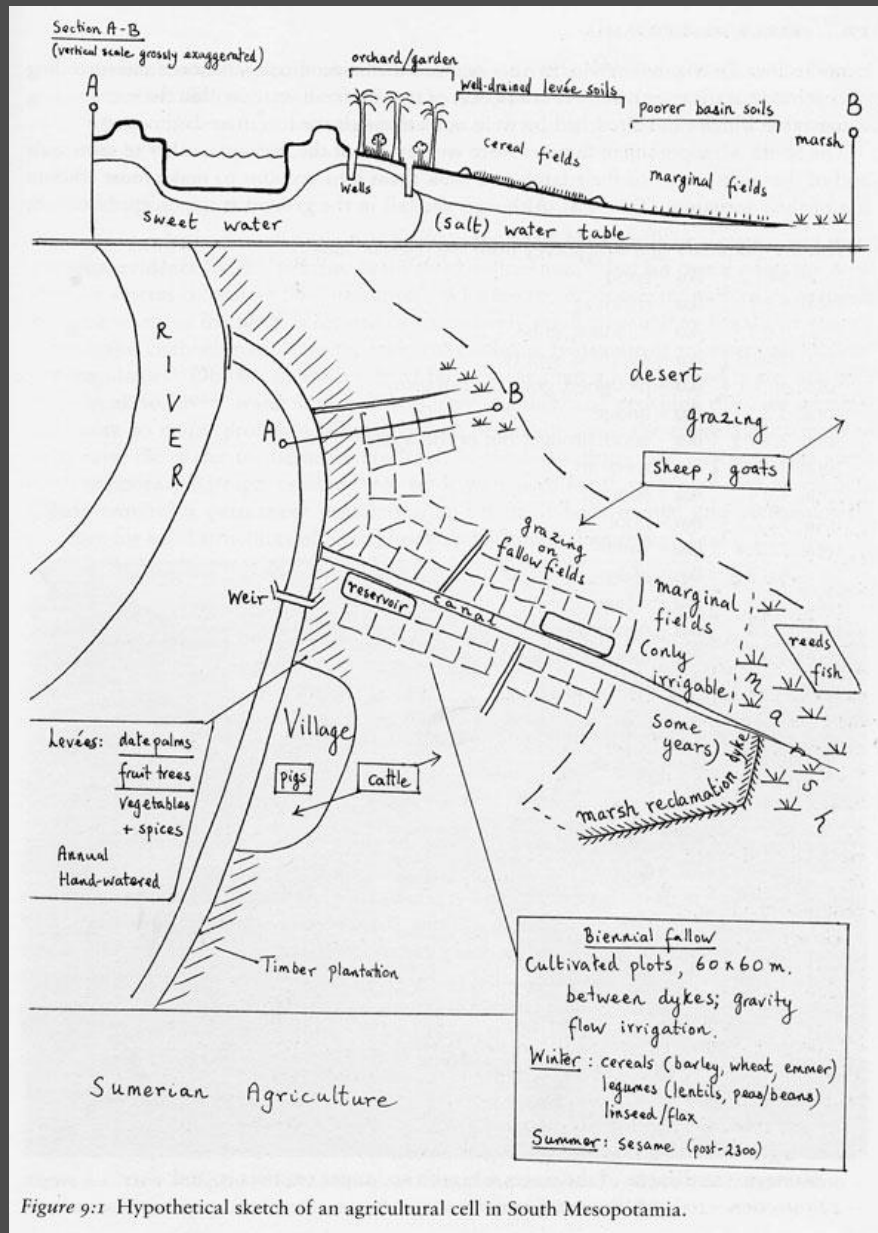 Section A-B
(vertical scale grossly exaggerated)
A
orchard/garden
well-drained levée soils
poorer basin soils
B
marsh
Cereal fields
marginal fields
wells
sweet water
(Salt) water table
RIVER
desert
grazing
sheep, goats
A
B
grazing
on
fallow fields
canal
reservoir
weir
marginal
fields
(only
irrigable
some
years)
reeds
fish
marsh
marsh reclamation dyke
Village
pigs
cattle
Levées: date palms
fruit trees
vegetables
+ spices
Annual
Hand-watered
Timber plantation
Biennial fallow
Cultivated plots, 60 x 60 m.
between dykes; gravity
flow irrigation.
Winter: cereals (barley, wheat, emmer)
legumes (lentils, peas/beans)
linseed/flax
Summer: sesame (post-2300)
Sumerian Agriculture
Figure 9:1 Hypothetical sketch of an agricultural cell in South Mesopotamia.